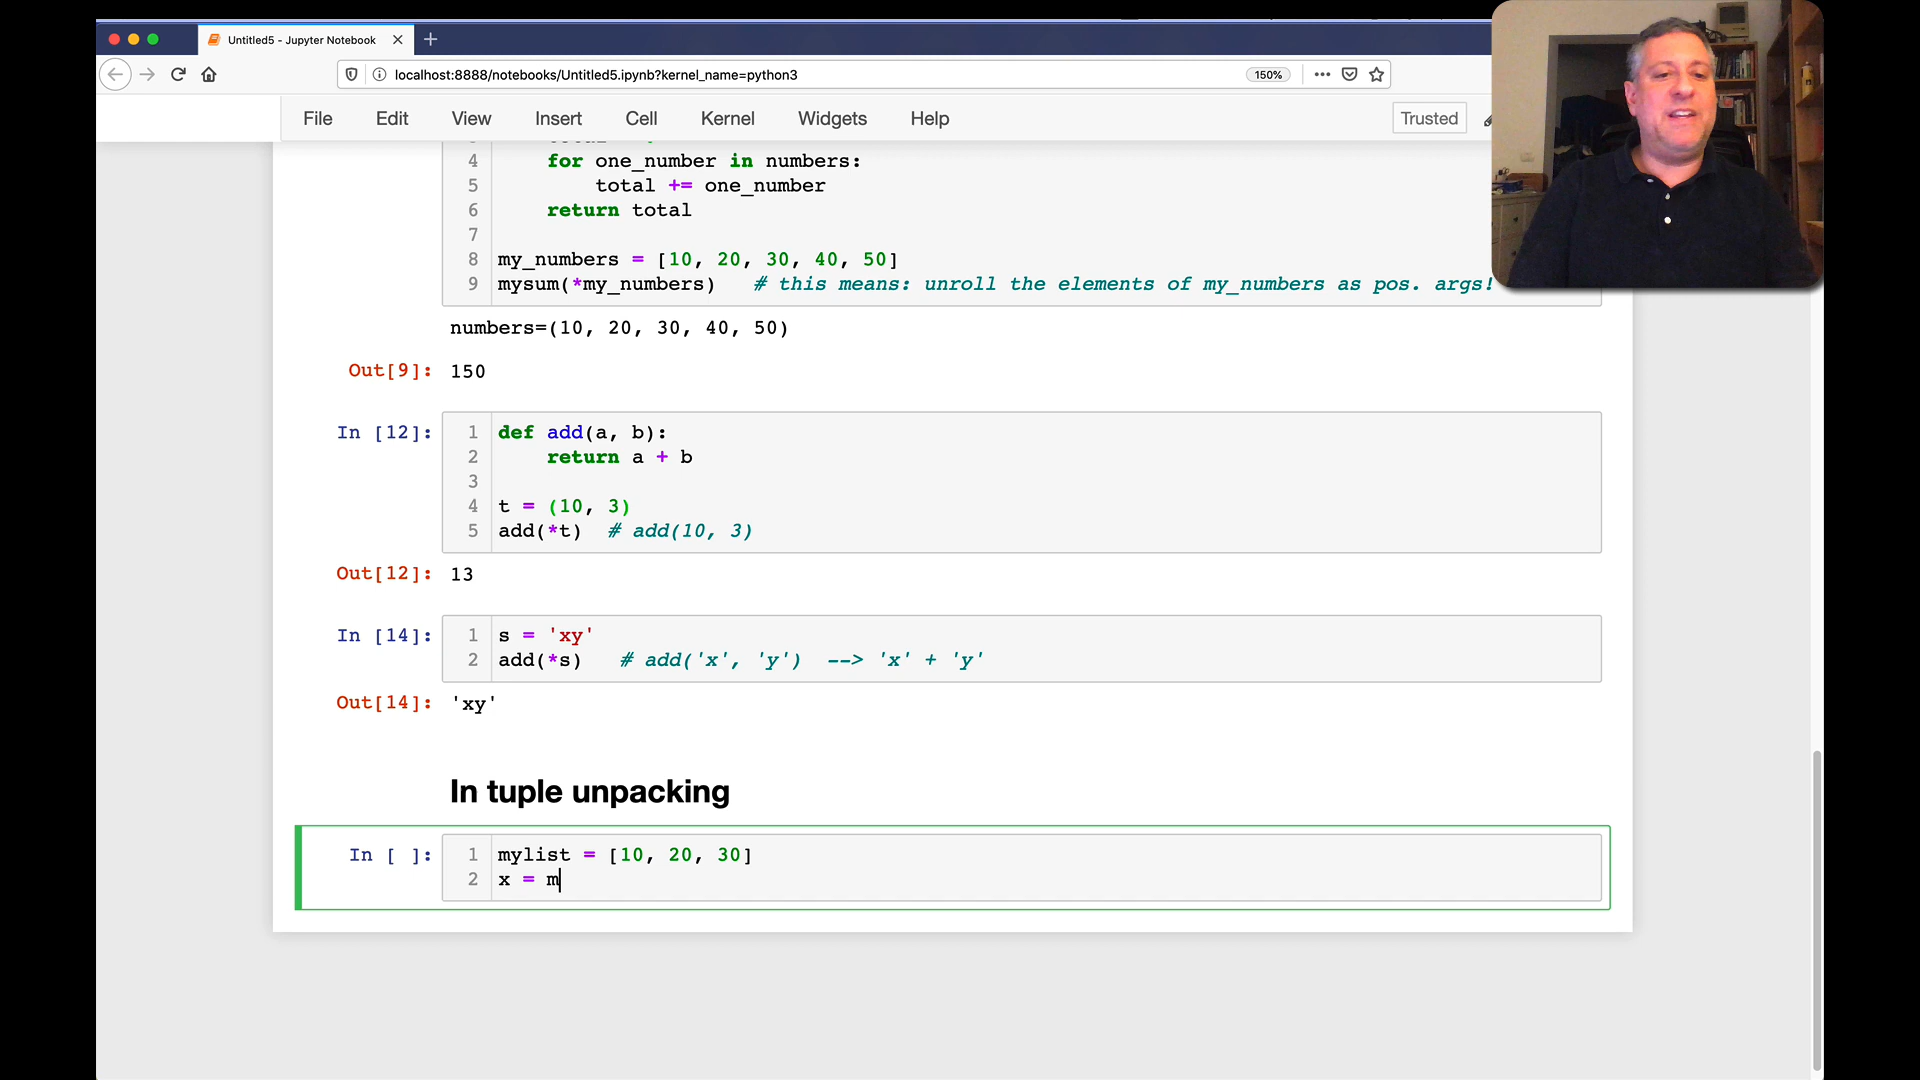 Untitled5 - Jupyter Notebook
localhost:8888/notebooks/Untitled5.ipynb?kernel_name=python3
150%
File Edit View Insert Cell Kernel Widgets Help
Trusted
4 for one_number in numbers:
5 total += one_number
6 return total
7
8 my_numbers = [10, 20, 30, 40, 50]
9 mysum(*my_numbers) # this means: unroll the elements of my_numbers as pos. args!
numbers=(10, 20, 30, 40, 50)
Out[9]: 150
In [12]: 1 def add(a, b):
2 return a + b
3
4 t = (10, 3)
5 add(*t) # add(10, 3)
Out[12]: 13
In [14]: 1 s = 'xy'
2 add(*s) # add('x', 'y') --> 'x' + 'y'
Out[14]: 'xy'
In tuple unpacking
In [ ]: 1 mylist = [10, 20, 30]
2 x = m